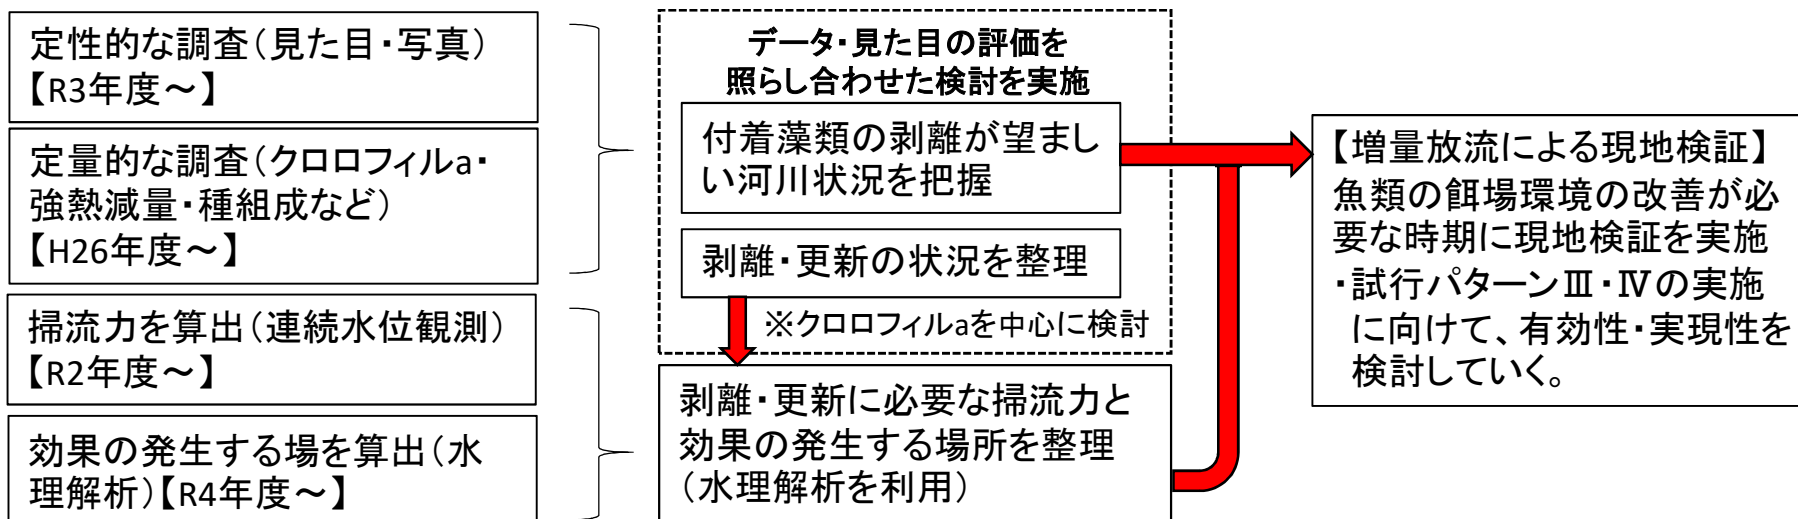 定性的な調査(見た目・写真)
【R3年度～】
定量的な調査(クロロフィルa・
強熱減量・種組成など)
【H26年度～】
掃流力を算出(連続水位観測)
【R2年度～】
効果の発生する場を算出(水
理解析)【R4年度～】
データ・見た目の評価を
照らし合わせた検討を実施
付着藻類の剥離が望まし
い河川状況を把握
剥離・更新の状況を整理
※クロロフィルaを中心に検討
剥離・更新に必要な掃流力と
効果の発生する場所を整理
(水理解析を利用)
【増量放流による現地検証】
魚類の餌場環境の改善が必
要な時期に現地検証を実施
・試行パターンⅢ・Ⅳの実施
に向けて、有効性・実現性を
検討していく。